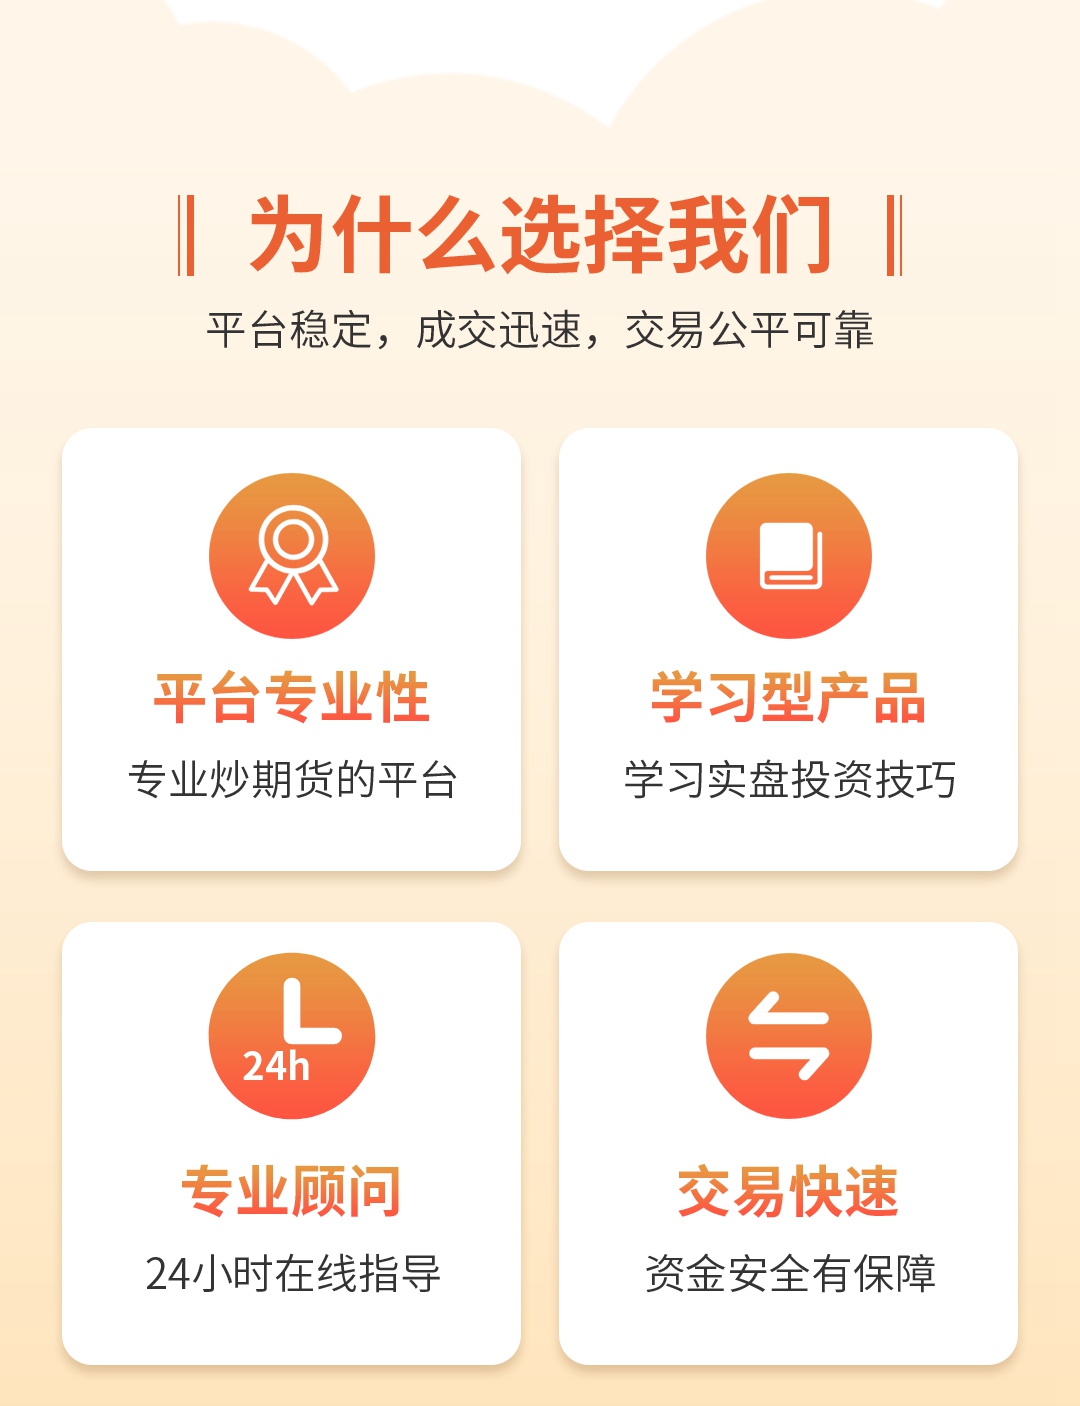 为什么选择我们
平台稳定，成交迅速，交易公平可靠
平台专业性
专业炒期货的平台
学习型产品
学习实盘投资技巧
24h
专业顾问
24小时在线指导
交易快速
资金安全有保障